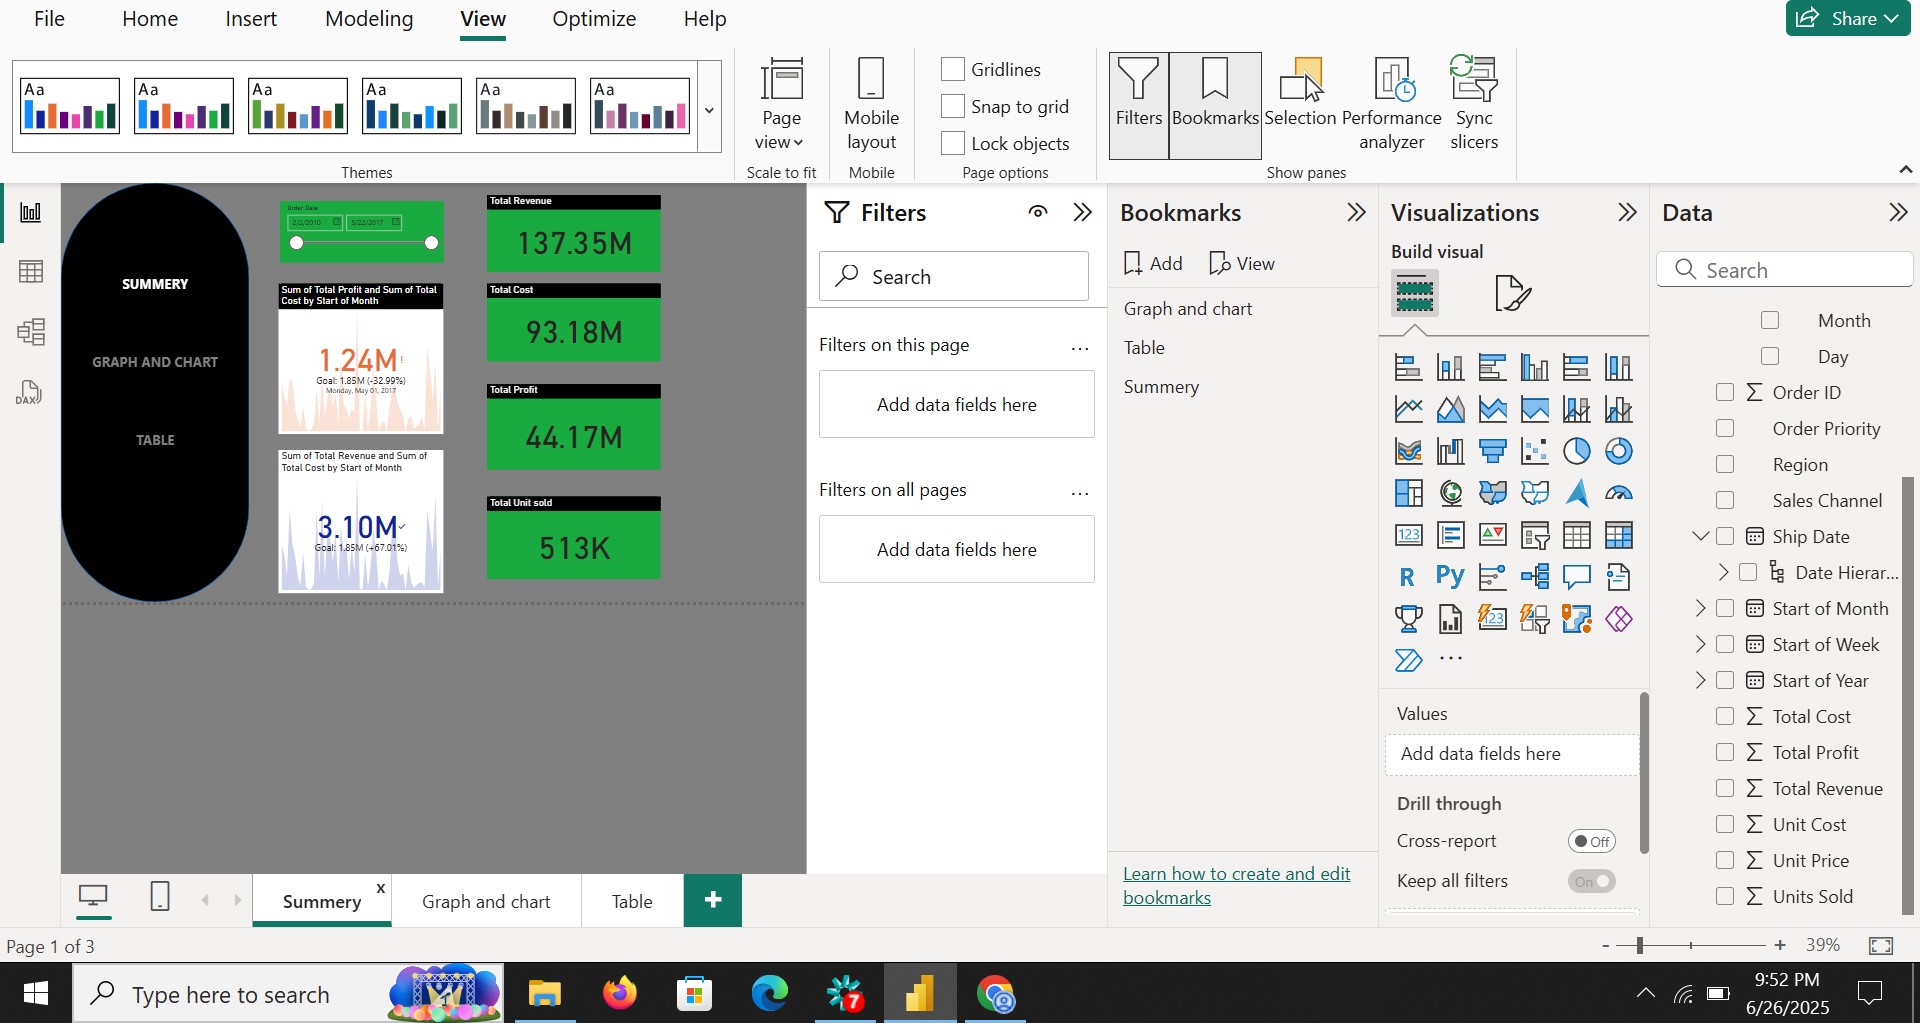 File Home Insert Modeling View Optimize Help Share
Aa Aa Aa Aa Aa Aa
Themes
Page view
Scale to fit
Mobile layout
Mobile
Gridlines
Snap to grid
Lock objects
Page options
Filters
Bookmarks
Selection
Performance analyzer
Sync slicers
Show panes
DAX
SUMMERY
GRAPH AND CHART
TABLE
Order Date
2/2/2010 5/22/2017
Sum of Total Profit and Sum of Total
Cost by Start of Month
1.24M!
Goal: 1.85M (-32.99%)
Monday, May 01, 2017
Sum of Total Revenue and Sum of
Total Cost by Start of Month
3.10M
Goal: 1.85M (+67.01%)
Total Revenue
137.35M
Total Cost
93.18M
Total Profit
44.17M
Total Unit sold
513K
Filters
Search
Filters on this page ...
Add data fields here
Filters on all pages ...
Add data fields here
Bookmarks
Add View
Graph and chart
Table
Summery
Learn how to create and edit
bookmarks
Visualizations
Build visual
123
R Py
123
...
Values
Add data fields here
Drill through
Cross-report Off
Keep all filters On
Data
Search
Month
Day
Order ID
Order Priority
Region
Sales Channel
Ship Date
Date Hierar...
Start of Month
Start of Week
Start of Year
Total Cost
Total Profit
Total Revenue
Unit Cost
Unit Price
Units Sold
Summery x
Graph and chart
Table
+
Page 1 of 3
- + 39%
Type here to search
7
9:52 PM
6/26/2025